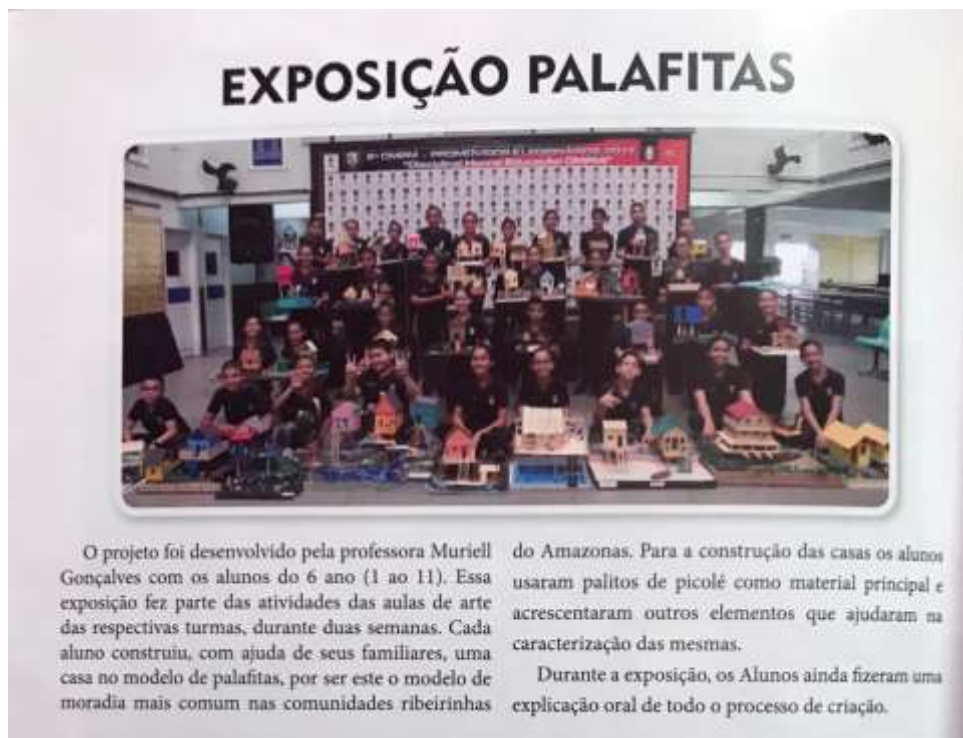 EXPOSIÇÃO PALAFITAS
O projeto foi desenvolvido pela professora Muriell
Gonçalves com os alunos do 6 ano (1 ao 11). Essa
exposição fez parte das atividades das aulas de arte
das respectivas turmas, durante duas semanas. Cada
aluno construiu, com ajuda de seus familiares, uma
casa no modelo de palafitas, por ser este o modelo de
moradia mais comum nas comunidades ribeirinhas
do Amazonas. Para a construção das casas os alunos
usaram palitos de picolé como material principal e
acrescentaram outros elementos que ajudaram na
caracterização das mesmas.
Durante a exposição, os Alunos ainda fizeram uma
explicação oral de todo o processo de criação.